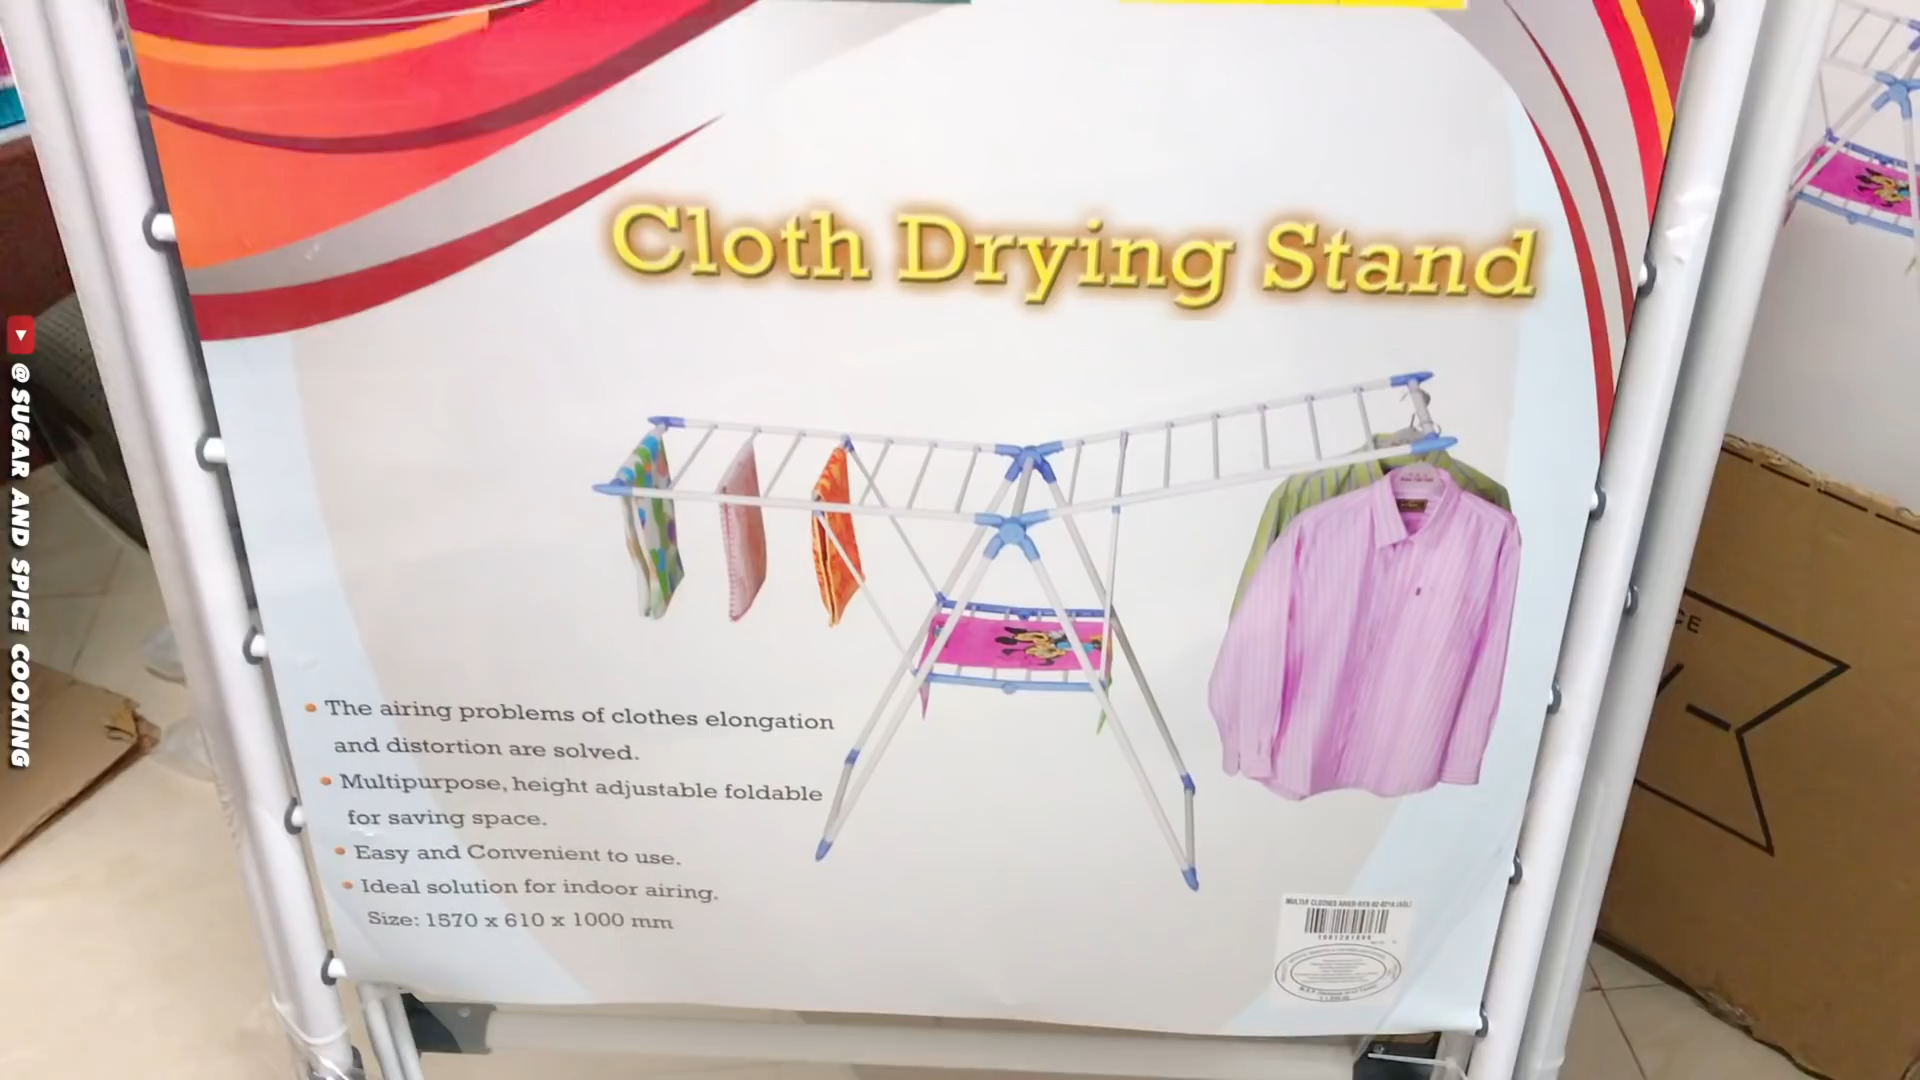 Cloth Drying Stand
The airing problems of clothes elongation
and distortion are solved.
Multipurpose, height adjustable foldable
for saving space.
Easy and Convenient to use.
Ideal solution for indoor airing.
Size: 1570 x 610 x 1000 mm
@ SUGAR AND SPICE COOKING